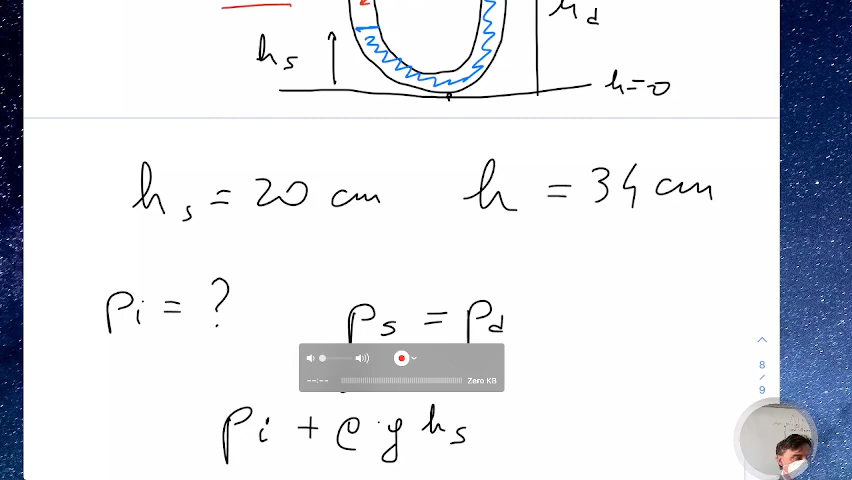 h_d
h_s
h=0
h_s = 20 cm h = 34 cm
p_i = ? p_s = p_d
--:-- Zero KB
8
/
9
p_i + ρ · g h_s